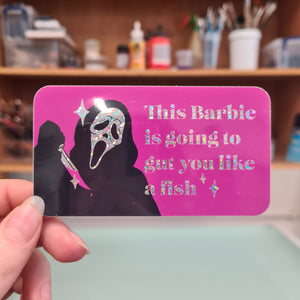 This Barbie
is going to
gut you like
a fish